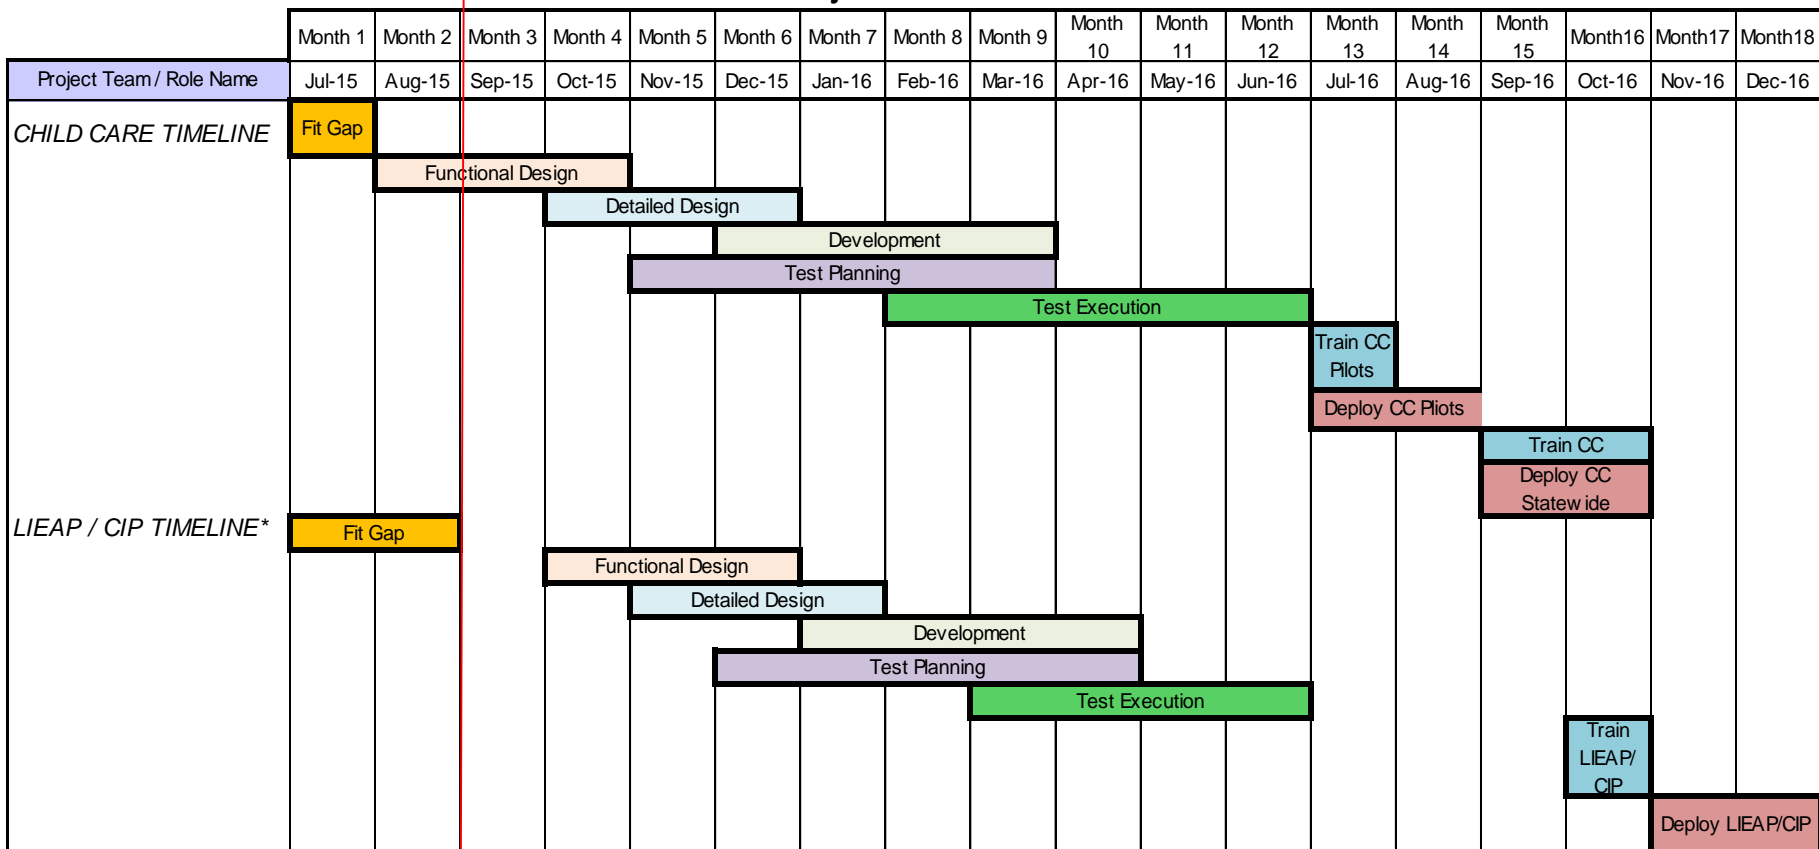 Month 1 Month 2 Month 3 Month 4 Month 5 Month 6 Month 7 Month 8 Month 9 Month 10 Month 11 Month 12 Month 13 Month 14 Month 15 Month16 Month17 Month18
Project Team / Role Name Jul-15 Aug-15 Sep-15 Oct-15 Nov-15 Dec-15 Jan-16 Feb-16 Mar-16 Apr-16 May-16 Jun-16 Jul-16 Aug-16 Sep-16 Oct-16 Nov-16 Dec-16
CHILD CARE TIMELINE Fit Gap
Functional Design
Detailed Design
Development
Test Planning
Test Execution
Train CC
Pilots
Deploy CC Pliots
Train CC
Deploy CC
Statewide
LIEAP / CIP TIMELINE* Fit Gap
Functional Design
Detailed Design
Development
Test Planning
Test Execution
Train
LIEAP/
CIP
Deploy LIEAP/CIP